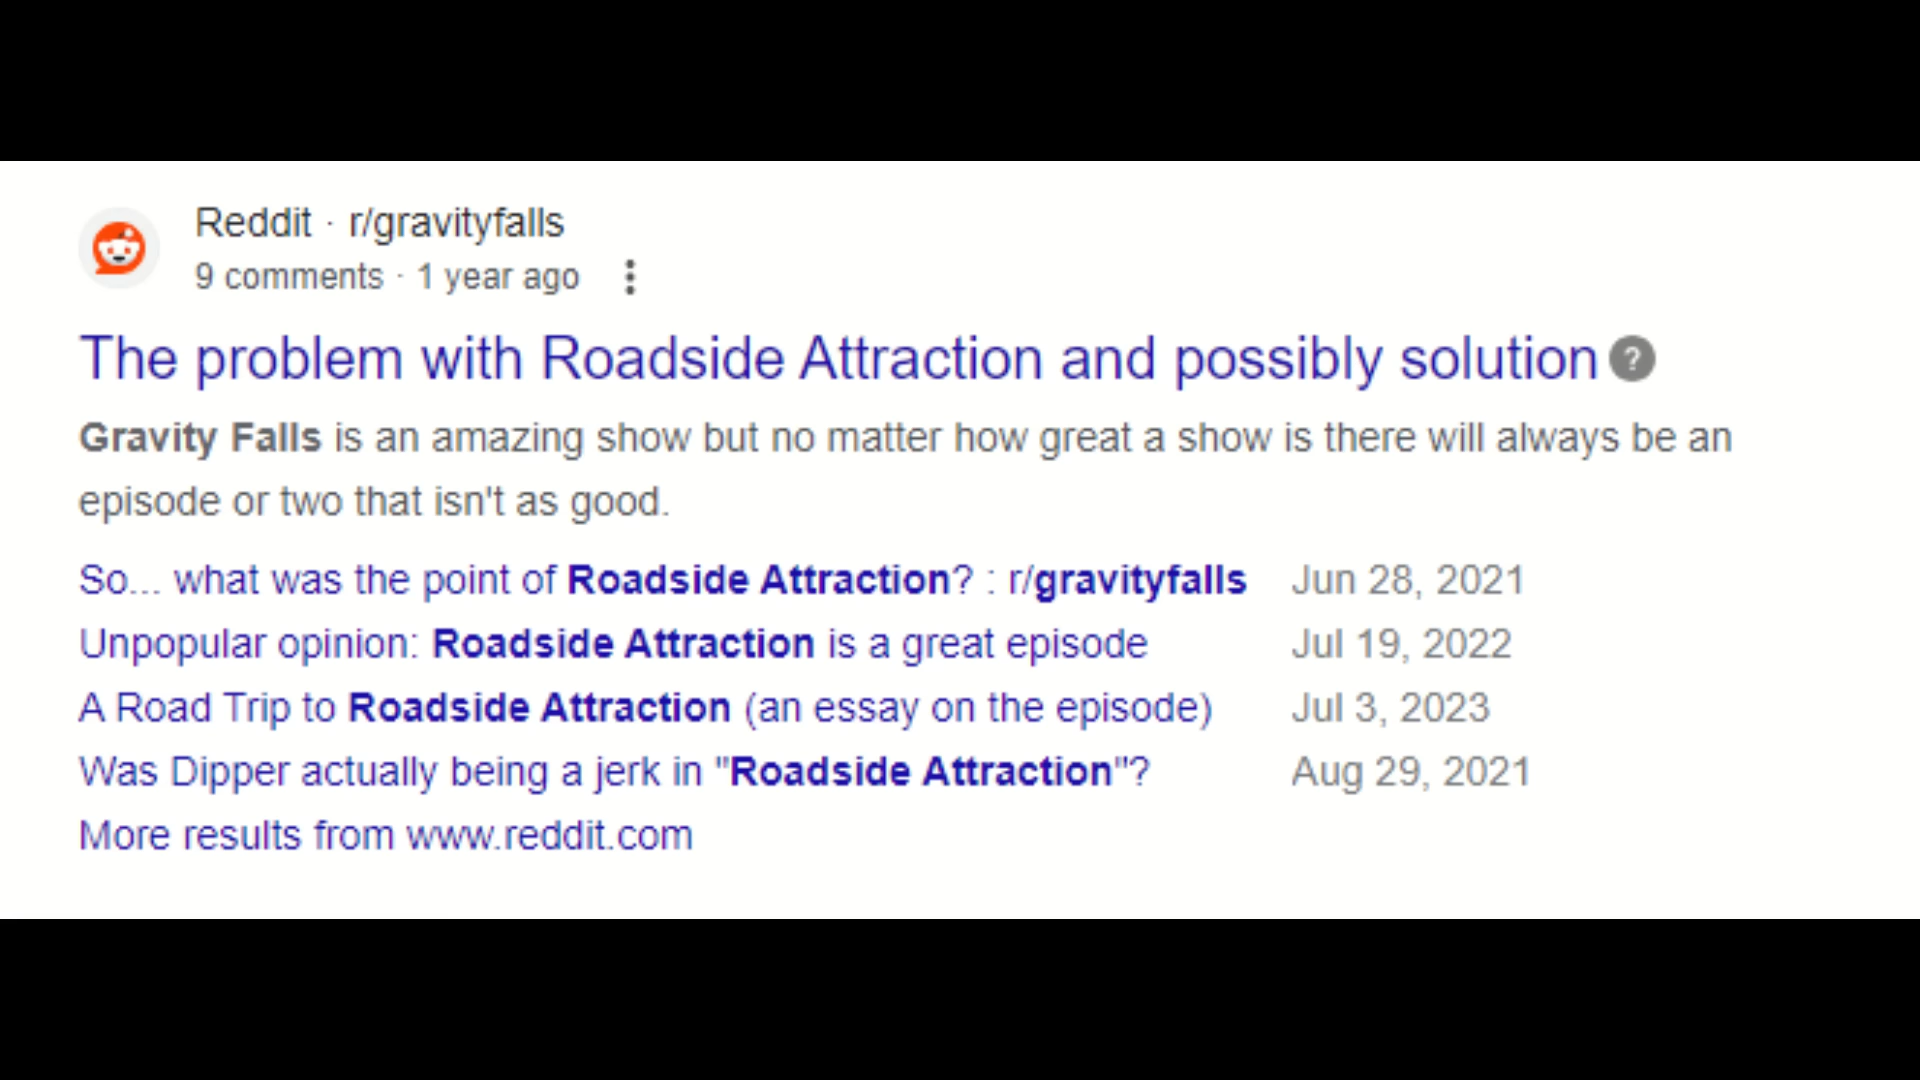 Reddit · r/gravityfalls
9 comments · 1 year ago
The problem with Roadside Attraction and possibly solution ?
Gravity Falls is an amazing show but no matter how great a show is there will always be an
episode or two that isn't as good.
So... what was the point of Roadside Attraction? : r/gravityfalls Jun 28, 2021
Unpopular opinion: Roadside Attraction is a great episode Jul 19, 2022
A Road Trip to Roadside Attraction (an essay on the episode) Jul 3, 2023
Was Dipper actually being a jerk in "Roadside Attraction"? Aug 29, 2021
More results from www.reddit.com